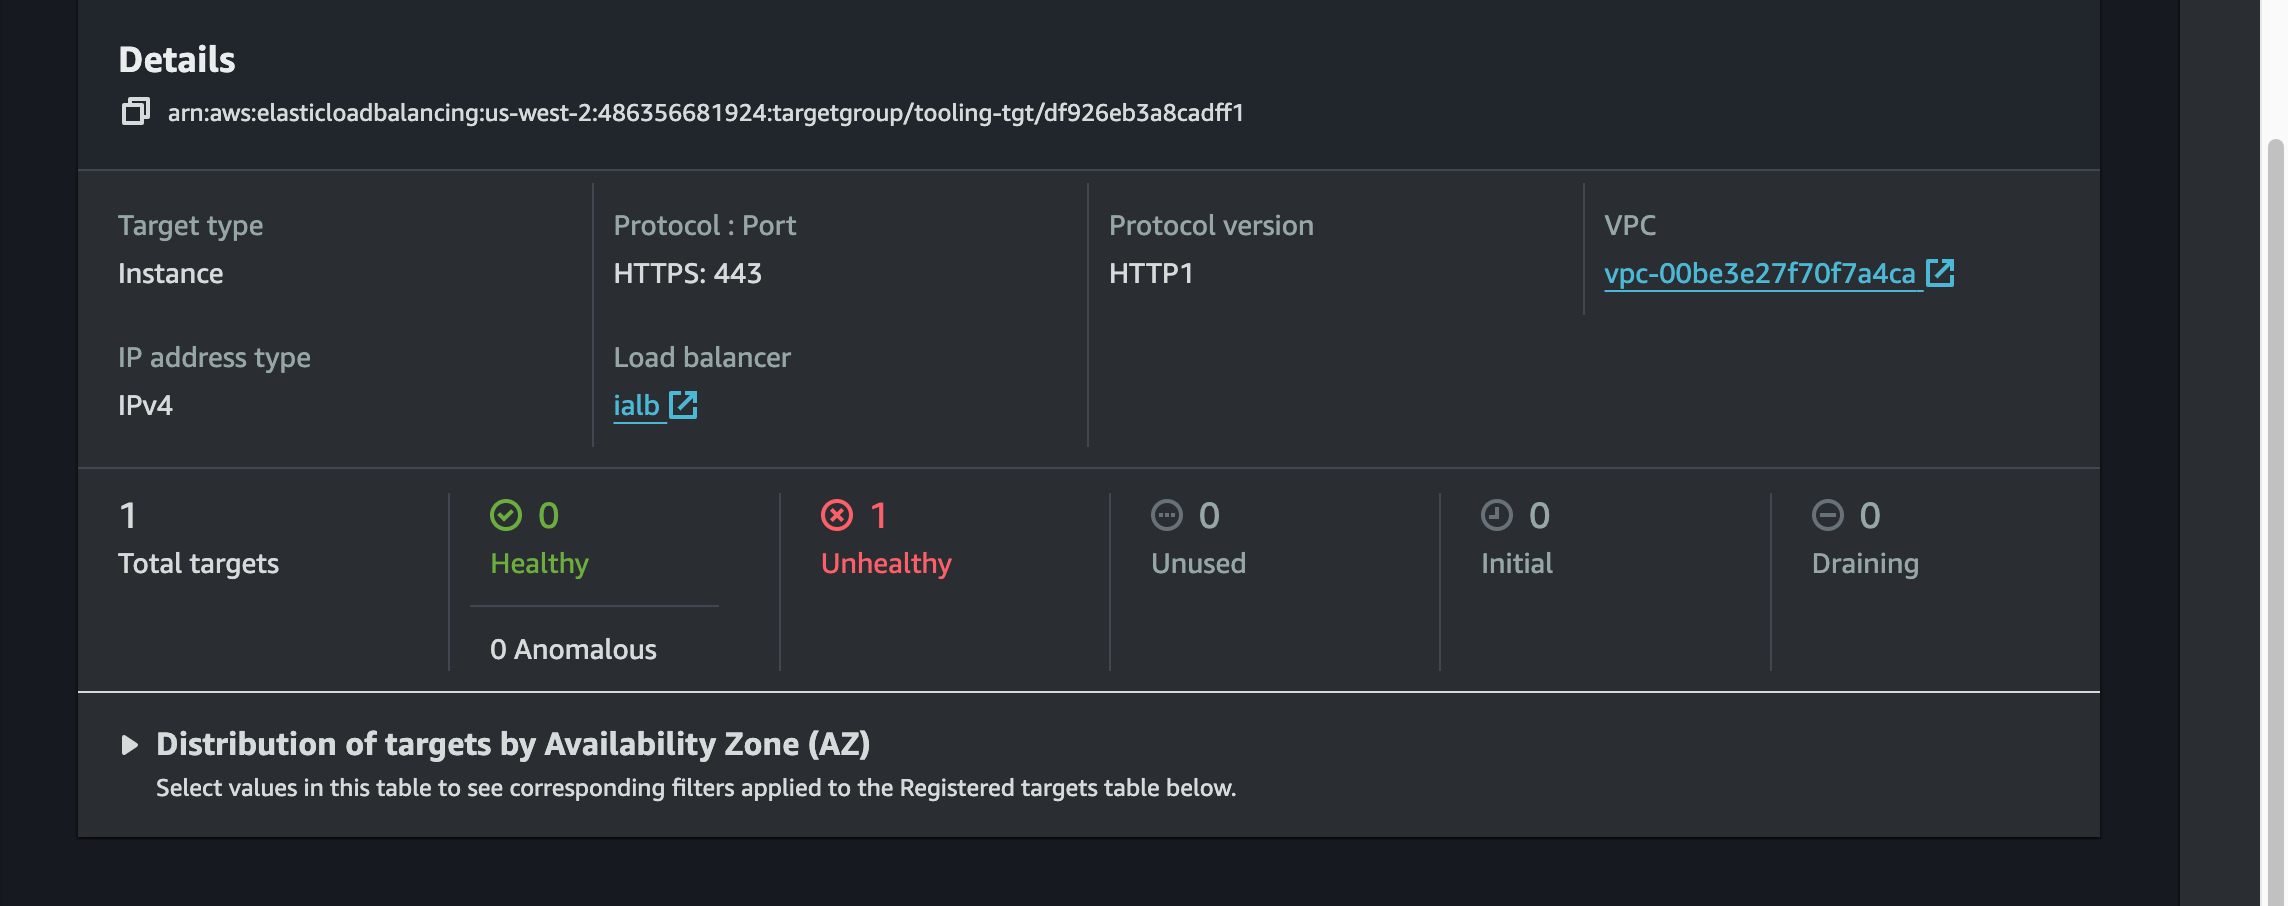 Details
arn:aws:elasticloadbalancing:us-west-2:486356681924:targetgroup/tooling-tgt/df926eb3a8cadff1
Target type
Instance
Protocol : Port
HTTPS: 443
Protocol version
HTTP1
VPC
vpc-00be3e27f70f7a4ca
IP address type
IPv4
Load balancer
ialb
1
Total targets
0
Healthy
0 Anomalous
1
Unhealthy
0
Unused
0
Initial
0
Draining
Distribution of targets by Availability Zone (AZ)
Select values in this table to see corresponding filters applied to the Registered targets table below.